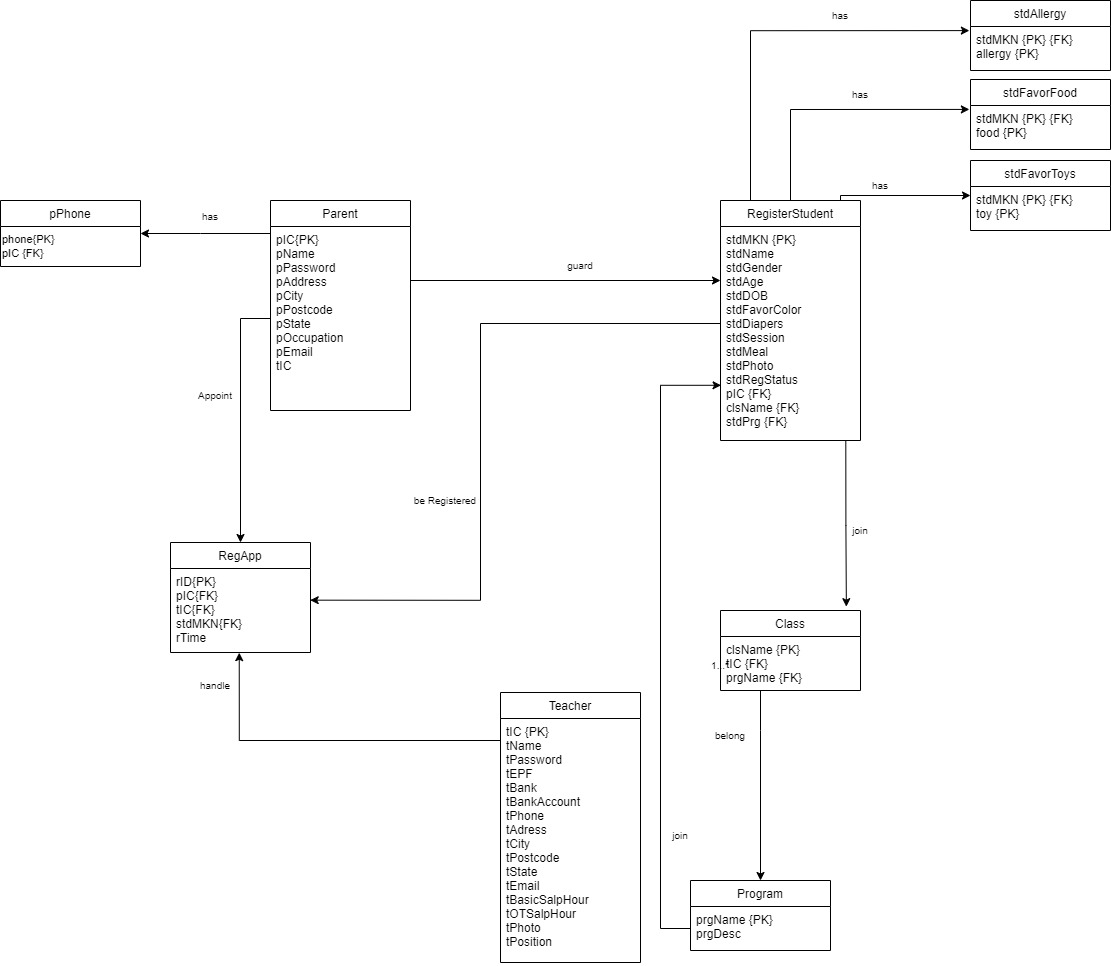 has
stdAllergy
stdMKN {PK} {FK}
allergy {PK}
has
stdFavorFood
stdMKN {PK} {FK}
food {PK}
has
stdFavorToys
stdMKN {PK} {FK}
toy {PK}
pPhone
phone{PK}
pIC {FK}
has
Parent
pIC{PK}
pName
pPassword
pAddress
pCity
pPostcode
pState
pOccupation
pEmail
tIC
guard
RegisterStudent
stdMKN {PK}
stdName
stdGender
stdAge
stdDOB
stdFavorColor
stdDiapers
stdSession
stdMeal
stdPhoto
stdRegStatus
pIC {FK}
clsName {FK}
stdPrg {FK}
Appoint
be Registered
join
RegApp
rID{PK}
pIC{FK}
tIC{FK}
stdMKN{FK}
rTime
handle
Class
clsName {PK}
1...*
tIC {FK}
prgName {FK}
belong
Teacher
tIC {PK}
tName
tPassword
tEPF
tBank
tBankAccount
tPhone
tAdress
tCity
tPostcode
tState
tEmail
tBasicSalpHour
tOTSalpHour
tPhoto
tPosition
join
Program
prgName {PK}
prgDesc